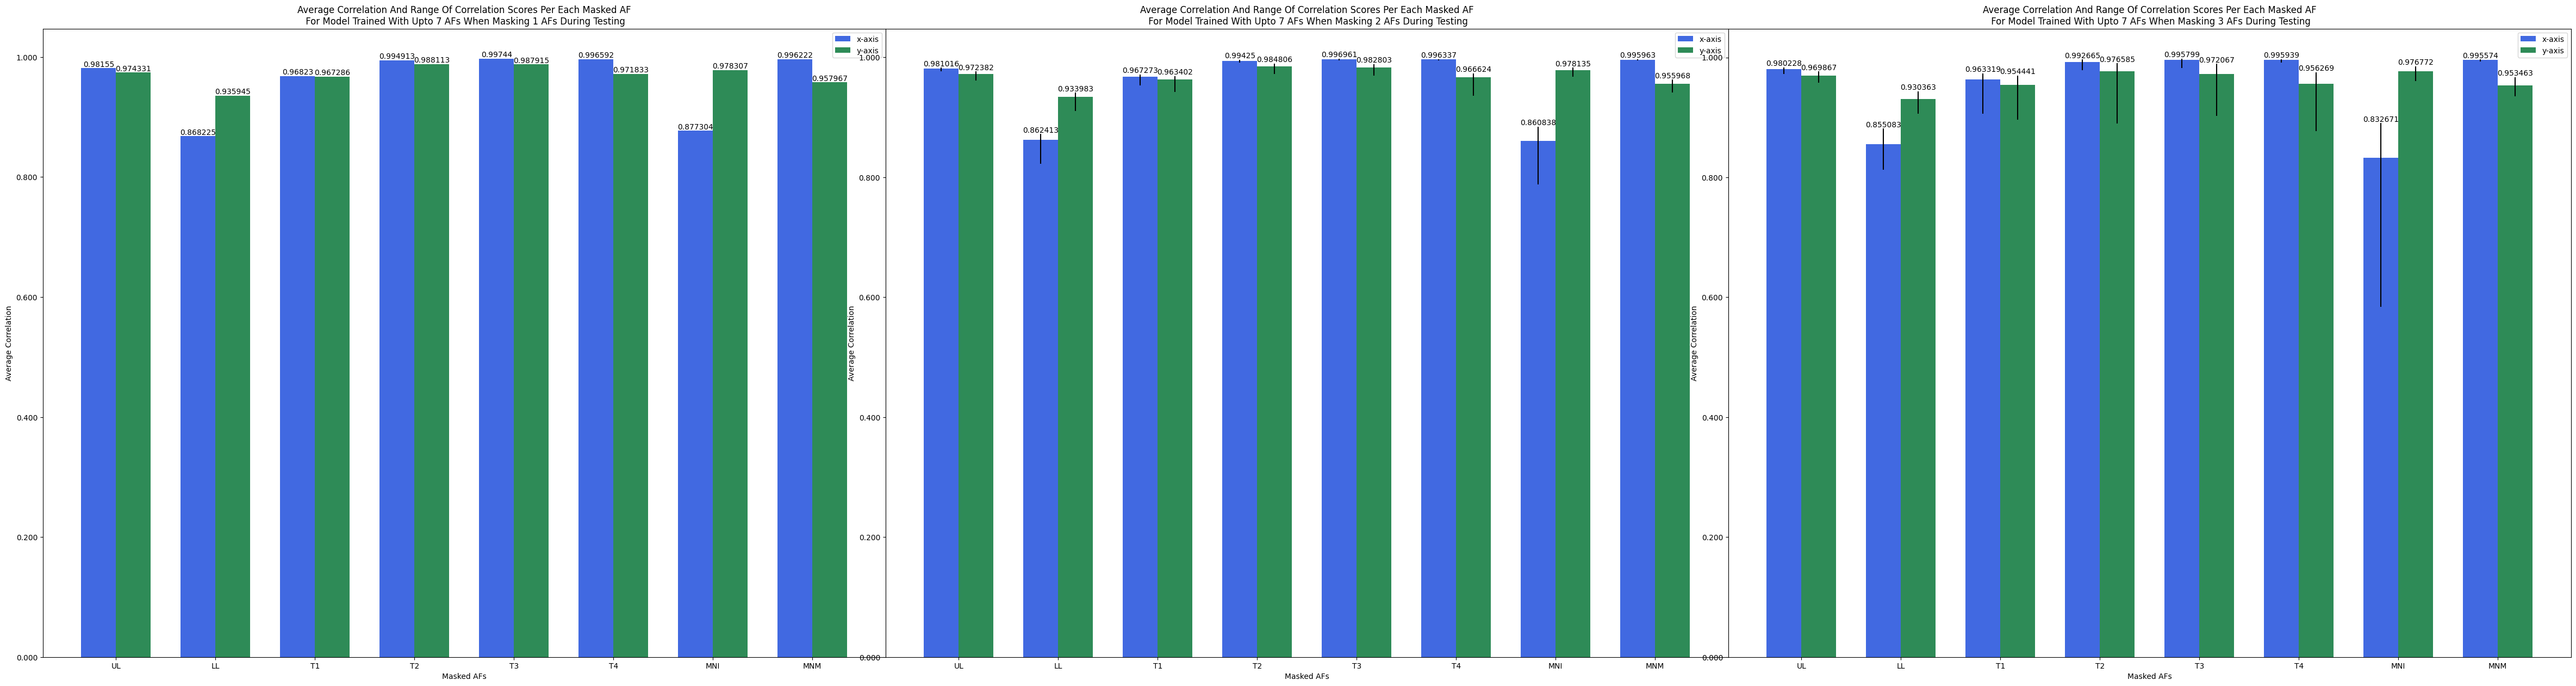 Average Correlation And Range Of Correlation Scores Per Each Masked AF
For Model Trained With Upto 7 AFs When Masking 1 AFs During Testing
x-axis
y-axis
1.000
0.800
0.600
0.400
0.200
0.000
Average Correlation
0.98155
0.974331
0.868225
0.935945
0.96823
0.967286
0.994913
0.988113
0.99744
0.987915
0.996592
0.971833
0.877304
0.978307
0.996222
0.957967
UL
LL
T1
T2
T3
T4
MNI
MNM
Masked AFs
Average Correlation And Range Of Correlation Scores Per Each Masked AF
For Model Trained With Upto 7 AFs When Masking 2 AFs During Testing
x-axis
y-axis
1.000
0.800
0.600
0.400
0.200
0.000
Average Correlation
0.981016
0.972382
0.862413
0.933983
0.967273
0.963402
0.99425
0.984806
0.996961
0.982803
0.996337
0.966624
0.860838
0.978135
0.995963
0.955968
UL
LL
T1
T2
T3
T4
MNI
MNM
Masked AFs
Average Correlation And Range Of Correlation Scores Per Each Masked AF
For Model Trained With Upto 7 AFs When Masking 3 AFs During Testing
x-axis
y-axis
1.000
0.800
0.600
0.400
0.200
0.000
Average Correlation
0.980228
0.969867
0.855083
0.930363
0.963319
0.954441
0.992665
0.976585
0.995799
0.972067
0.995939
0.956269
0.832671
0.976772
0.995574
0.953463
UL
LL
T1
T2
T3
T4
MNI
MNM
Masked AFs